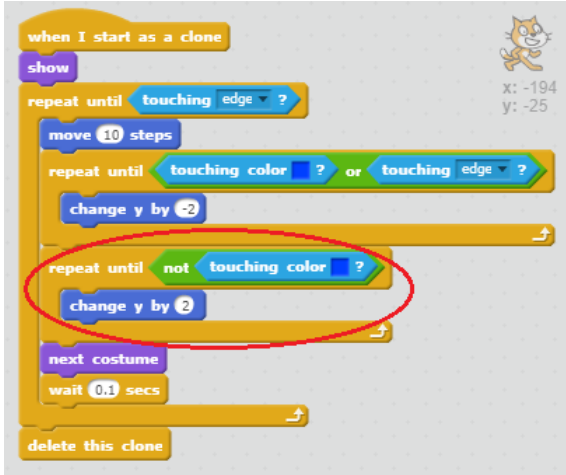 when I start as a clone
show
x: -194
y: -25
repeat until touching edge ?
move 10 steps
repeat until touching color ? or touching edge ?
change y by -2
repeat until not touching color ?
change y by 2
next costume
wait 0.1 secs
delete this clone